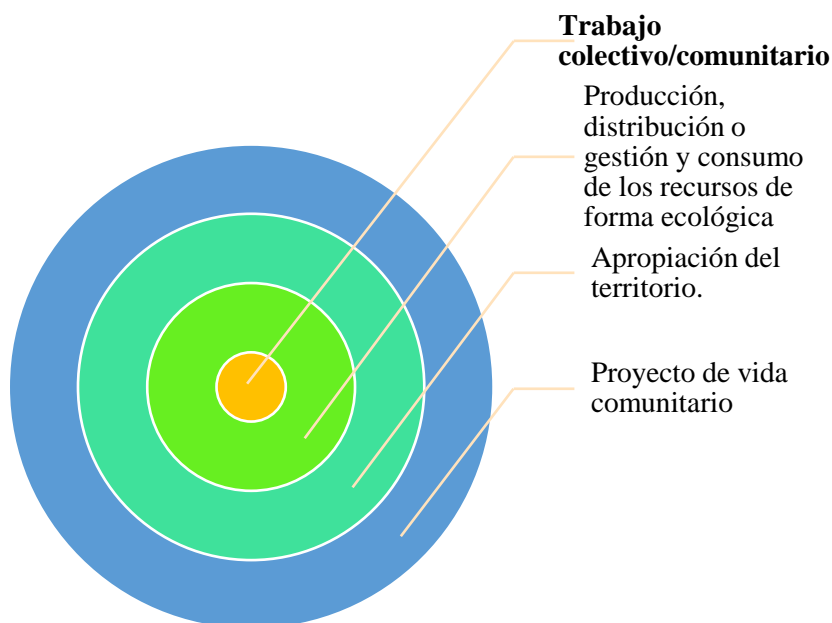 Trabajo
colectivo/comunitario
Producción,
distribución o
gestión y consumo
de los recursos de
forma ecológica
Apropiación del
territorio.
Proyecto de vida
comunitario